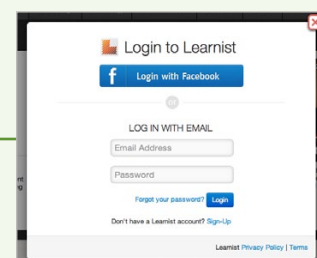 Login to Learnist
f Login with Facebook
or
LOG IN WITH EMAIL
Email Address
Password
Forgot your password? Login
Don't have a Learnist account? Sign-Up
Learnist Privacy Policy | Terms